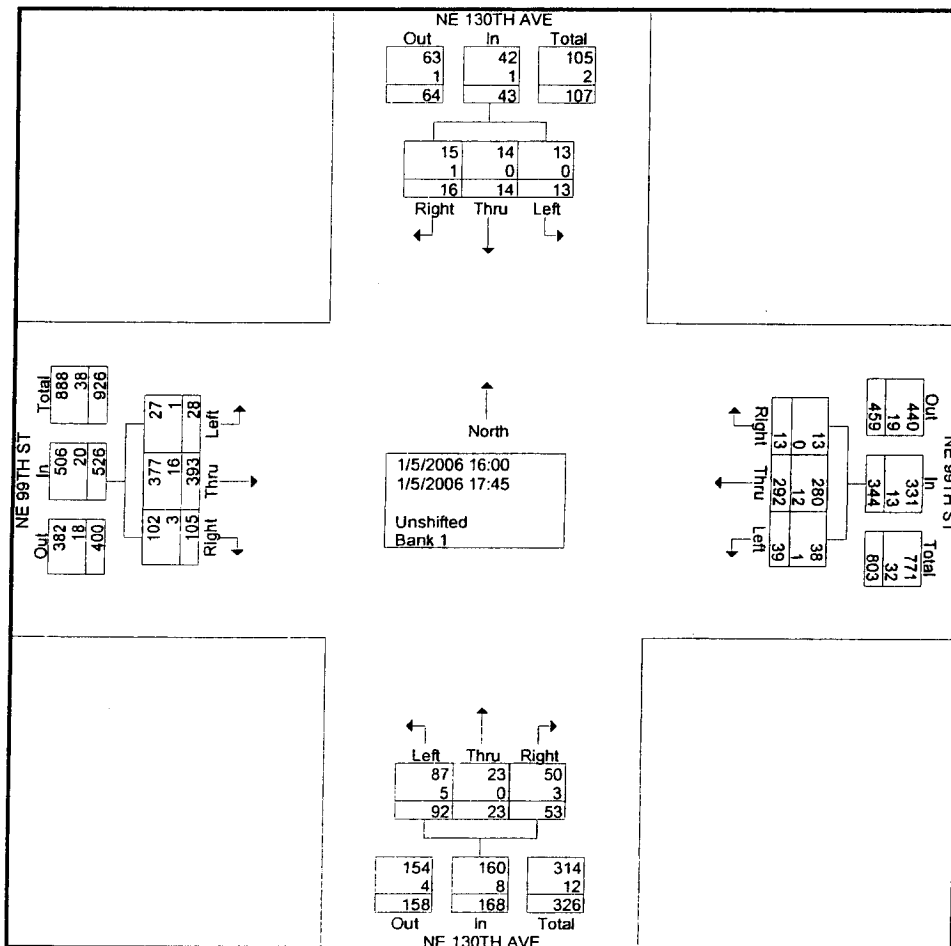 NE 130TH AVE
Out In Total
63 42 105
1 1 2
64 43 107
15 14 13
1 0 0
16 14 13
Right Thru Left
NE 99TH ST
Total
888 38 926
In
506 20 526
Out
382 18 400
27 1 28
Left
377 16 393
Thru
102 3 105
Right
North
1/5/2006 16:00
1/5/2006 17:45
Unshifted
Bank 1
Right
13 0 13
Thru
292 12 280
Left
39 1 38
Out
459 19 440
In
344 13 331
Total
803 32 771
NE 99TH ST
Left Thru Right
87 23 50
5 0 3
92 23 53
154 160 314
4 8 12
158 168 326
Out In Total
NE 130TH AVE